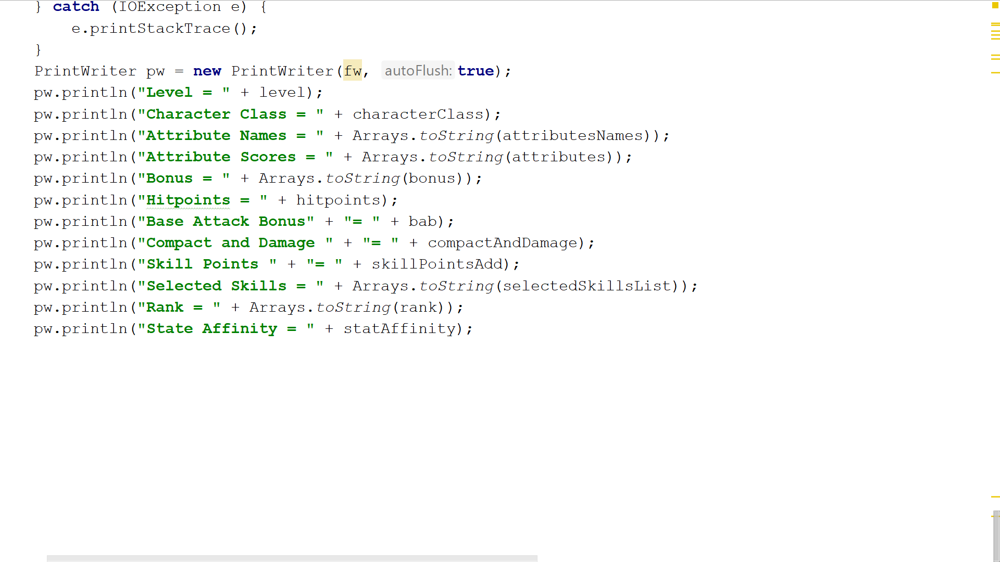 } catch (IOException e) {
    e.printStackTrace();
}
PrintWriter pw = new PrintWriter(fw, autoFlush: true);
pw.println("Level = " + level);
pw.println("Character Class = " + characterClass);
pw.println("Attribute Names = " + Arrays.toString(attributesNames));
pw.println("Attribute Scores = " + Arrays.toString(attributes));
pw.println("Bonus = " + Arrays.toString(bonus));
pw.println("Hitpoints = " + hitpoints);
pw.println("Base Attack Bonus" + "= " + bab);
pw.println("Compact and Damage " + "= " + compactAndDamage);
pw.println("Skill Points " + "= " + skillPointsAdd);
pw.println("Selected Skills = " + Arrays.toString(selectedSkillsList));
pw.println("Rank = " + Arrays.toString(rank));
pw.println("State Affinity = " + statAffinity);